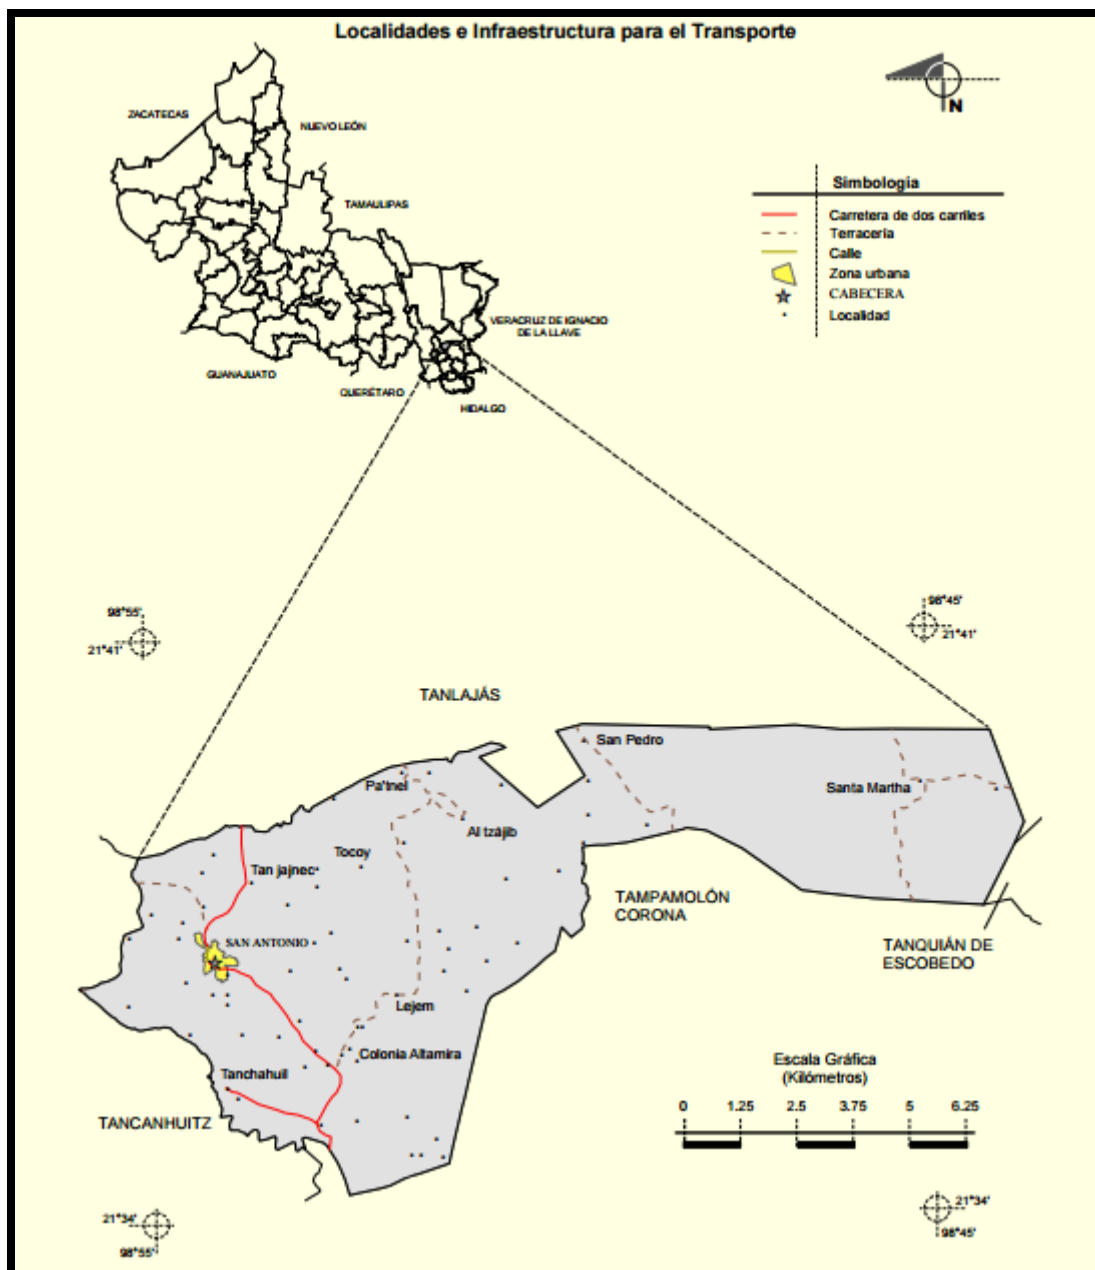 Localidades e Infraestructura para el Transporte
ZACATECAS
NUEVO LEÓN
N
TAMAULIPAS
Simbología
Carretera de dos carriles
Terracería
Calle
Zona urbana
CABECERA
Localidad
VERACRUZ DE IGNACIO
DE LA LLAVE
GUANAJUATO
QUERÉTARO
HIDALGO
98°55'
21°41'
98°45'
21°41'
TANLAJÁS
San Pedro
Pa'tnel
Santa Martha
Al tzájib
Tocoy
Tan jajnec
TAMPAMOLÓN
CORONA
SAN ANTONIO
TANQUIÁN DE
ESCOBEDO
Lejem
Colonia Altamira
Tanchahuil
TANCANHUITZ
Escala Gráfica
(Kilómetros)
0 1.25 2.5 3.75 5 6.25
21°34'
98°55'
21°34'
98°45'